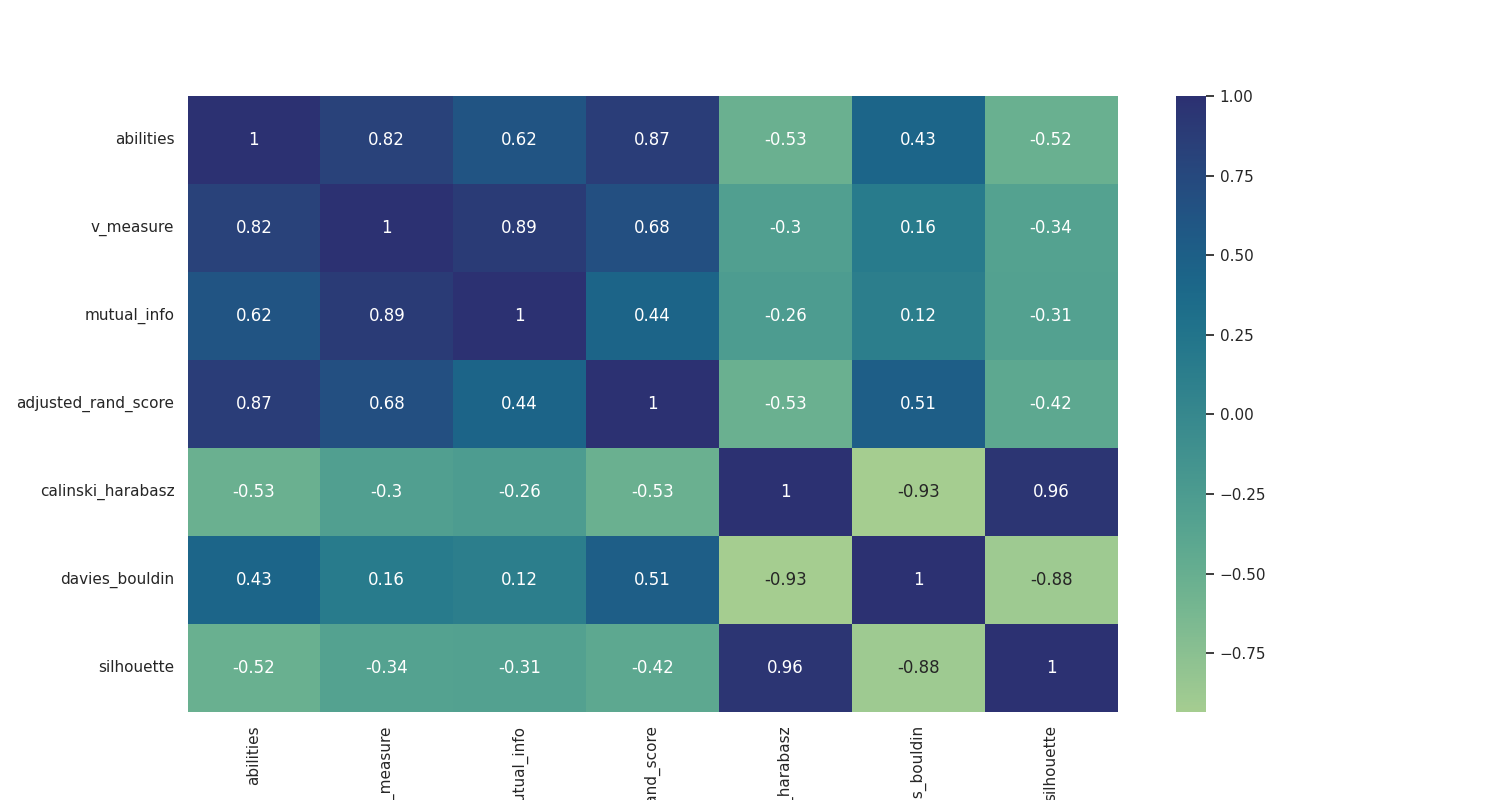 abilities 1 0.82 0.62 0.87 -0.53 0.43 -0.52
v_measure 0.82 1 0.89 0.68 -0.3 0.16 -0.34
mutual_info 0.62 0.89 1 0.44 -0.26 0.12 -0.31
adjusted_rand_score 0.87 0.68 0.44 1 -0.53 0.51 -0.42
calinski_harabasz -0.53 -0.3 -0.26 -0.53 1 -0.93 0.96
davies_bouldin 0.43 0.16 0.12 0.51 -0.93 1 -0.88
silhouette -0.52 -0.34 -0.31 -0.42 0.96 -0.88 1
abilities
_measure
utual_info
and_score
_harabasz
s_bouldin
silhouette
1.00
0.75
0.50
0.25
0.00
−0.25
−0.50
−0.75